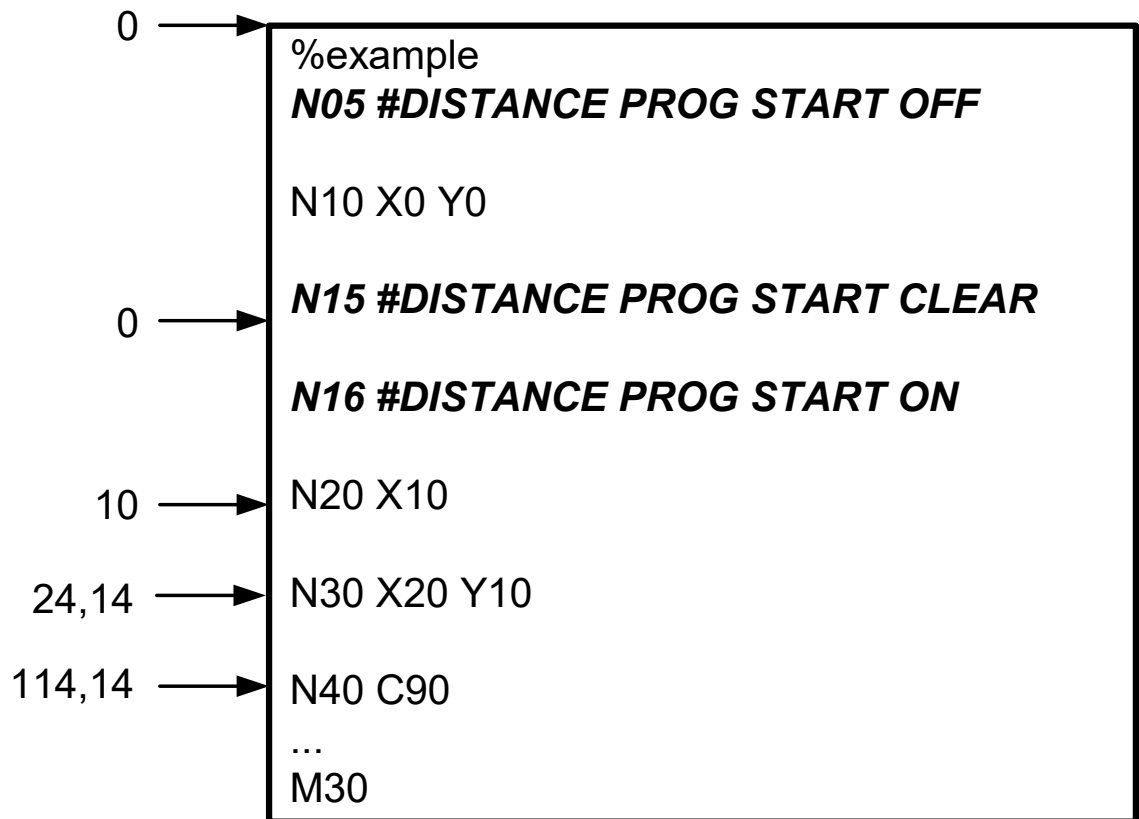 0
%example
N05 #DISTANCE PROG START OFF
N10 X0 Y0
N15 #DISTANCE PROG START CLEAR
0
N16 #DISTANCE PROG START ON
10 N20 X10
24,14 N30 X20 Y10
114,14 N40 C90
...
M30